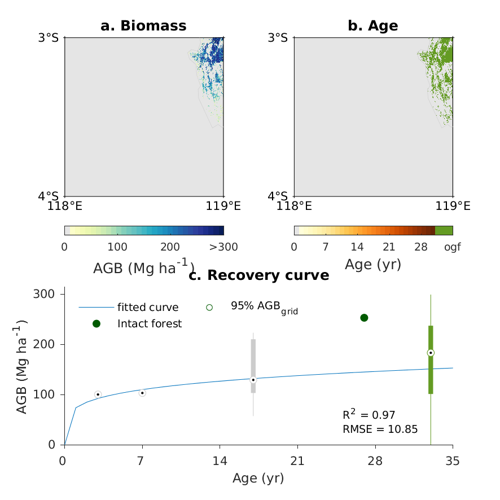 a. Biomass
b. Age
3°S
3°S
4°S
4°S
118°E
119°E
118°E
119°E
0
100
200
>300
0
7
14
21
28
ogf
AGB (Mg ha⁻¹)
Age (yr)
c. Recovery curve
fitted curve
95% AGB_grid
Intact forest
300
200
100
0
AGB (Mg ha⁻¹)
R² = 0.97
RMSE = 10.85
0
7
14
21
28
35
Age (yr)